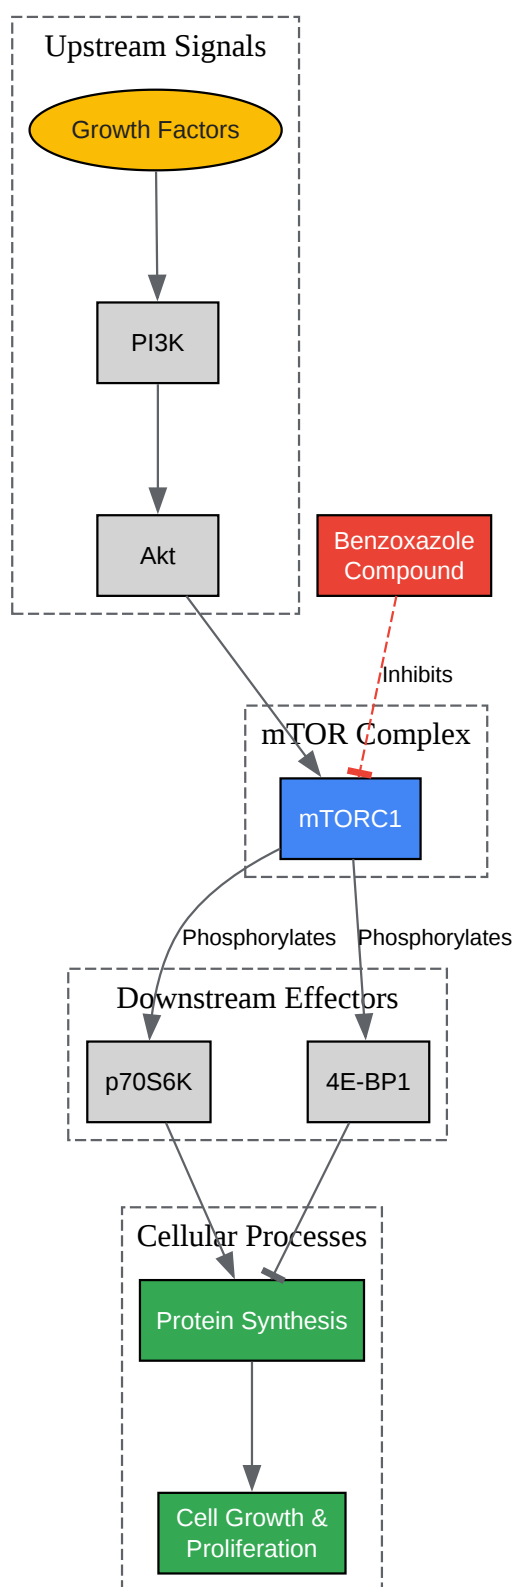 Upstream Signals
Growth Factors
PI3K
Akt
Benzoxazole
Compound
Inhibits
mTOR Complex
mTORC1
Phosphorylates
Phosphorylates
Downstream Effectors
p70S6K
4E-BP1
Cellular Processes
Protein Synthesis
Cell Growth &
Proliferation